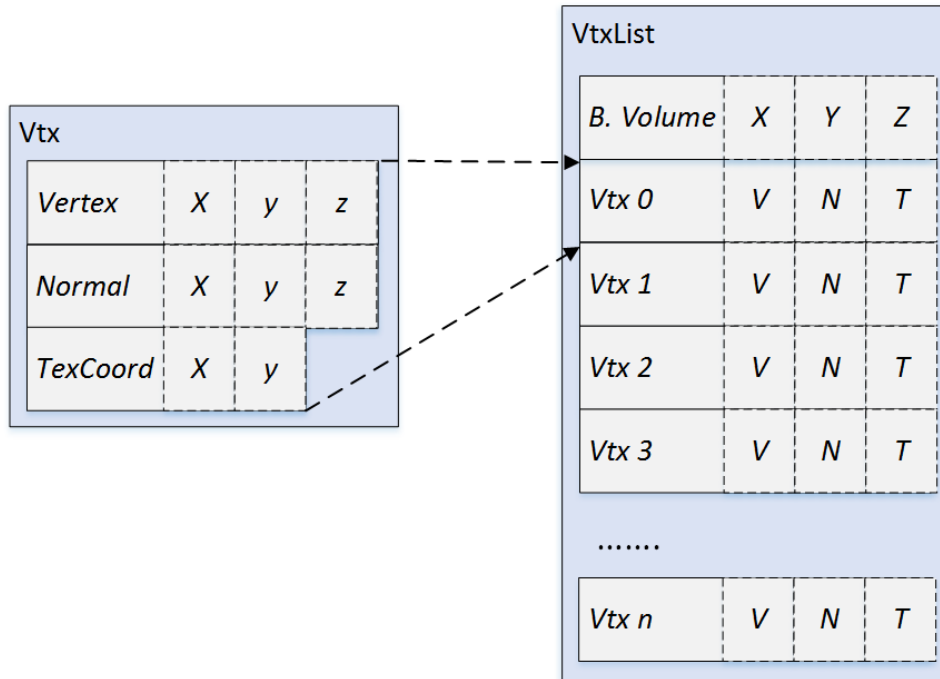 Vtx
Vertex X y z
Normal X y z
TexCoord X y
VtxList
B. Volume X Y Z
Vtx 0 V N T
Vtx 1 V N T
Vtx 2 V N T
Vtx 3 V N T
.......
Vtx n V N T